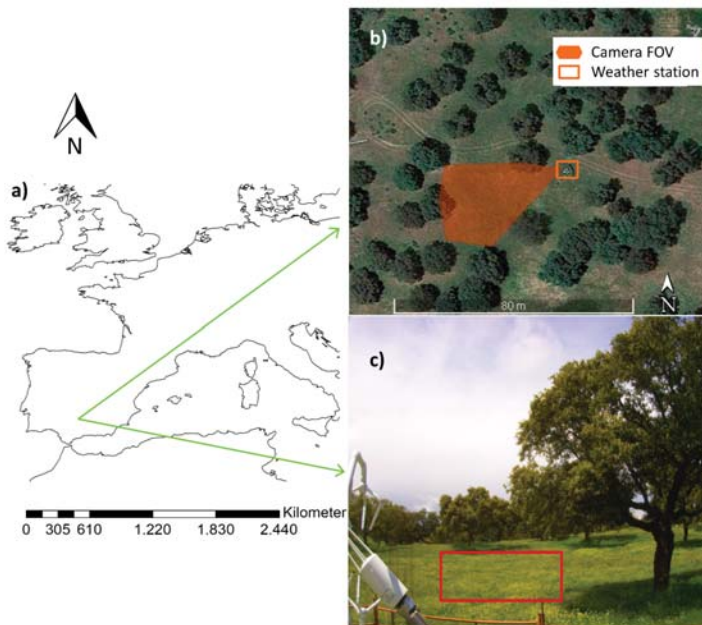 N
a)
Kilometer
0 305 610 1.220 1.830 2.440
b)
Camera FOV
Weather station
80 m
N
c)